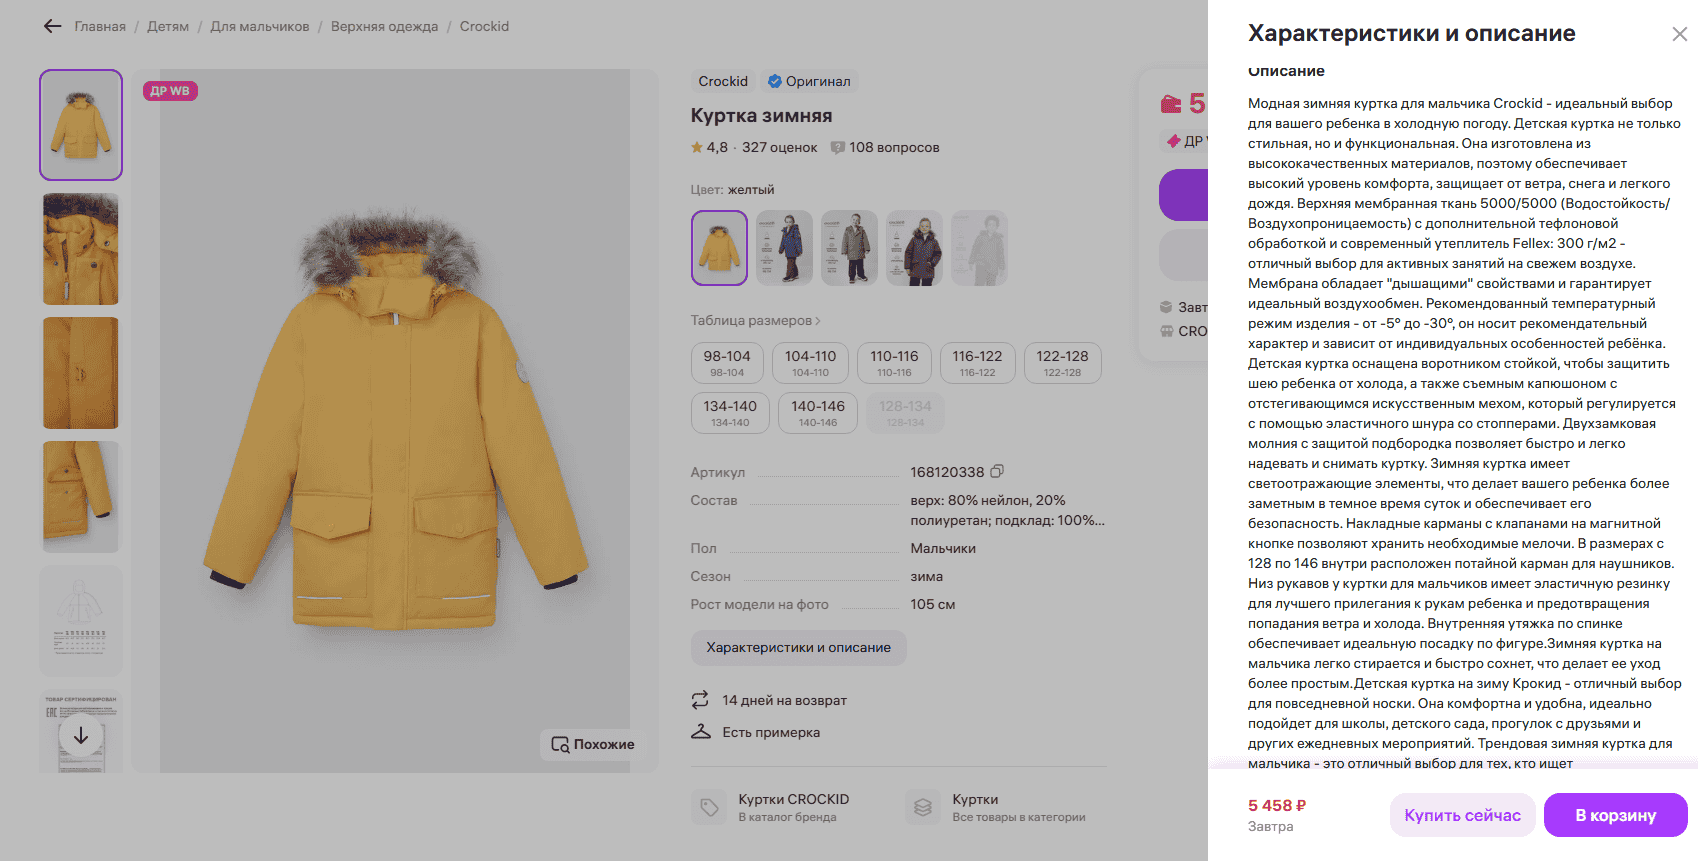 Главная / Детям / Для мальчиков / Верхняя одежда / Crockid
ДР WB
Похожие
Crockid Оригинал
Куртка зимняя
4,8 · 327 оценок 108 вопросов
Цвет: желтый
Таблица размеров
98-104 104-110 110-116 116-122 122-128
98-104 104-110 110-116 116-122 122-128
134-140 140-146 128-134
134-140 140-146 128-134
Артикул 168120338
Состав верх: 80% нейлон, 20%
полиуретан; подклад: 100%...
Пол Мальчики
Сезон зима
Рост модели на фото 105 см
Характеристики и описание
14 дней на возврат
Есть примерка
Куртки CROCKID
В каталог бренда
Куртки
Все товары в категории
ТОВАР СЕРТИФИЦИРОВАН
EAC
5
ДР
Завт
CRO
Характеристики и описание
Описание
Модная зимняя куртка для мальчика Crockid - идеальный выбор
для вашего ребенка в холодную погоду. Детская куртка не только
стильная, но и функциональная. Она изготовлена из
высококачественных материалов, поэтому обеспечивает
высокий уровень комфорта, защищает от ветра, снега и легкого
дождя. Верхняя мембранная ткань 5000/5000 (Водостойкость/
Воздухопроницаемость) с дополнительной тефлоновой
обработкой и современный утеплитель Fellex: 300 г/м2 -
отличный выбор для активных занятий на свежем воздухе.
Мембрана обладает "дышащими" свойствами и гарантирует
идеальный воздухообмен. Рекомендованный температурный
режим изделия - от -5° до -30°, он носит рекомендательный
характер и зависит от индивидуальных особенностей ребёнка.
Детская куртка оснащена воротником стойкой, чтобы защитить
шею ребенка от холода, а также съемным капюшоном с
отстегивающимся искусственным мехом, который регулируется
с помощью эластичного шнура со стопперами. Двухзамковая
молния с защитой подбородка позволяет быстро и легко
надевать и снимать куртку. Зимняя куртка имеет
светоотражающие элементы, что делает вашего ребенка более
заметным в темное время суток и обеспечивает его
безопасность. Накладные карманы с клапанами на магнитной
кнопке позволяют хранить необходимые мелочи. В размерах с
128 по 146 внутри расположен потайной карман для наушников.
Низ рукавов у куртки для мальчиков имеет эластичную резинку
для лучшего прилегания к рукам ребенка и предотвращения
попадания ветра и холода. Внутренняя утяжка по спинке
обеспечивает идеальную посадку по фигуре.Зимняя куртка на
мальчика легко стирается и быстро сохнет, что делает ее уход
более простым.Детская куртка на зиму Крокид - отличный выбор
для повседневной носки. Она комфортна и удобна, идеально
подойдет для школы, детского сада, прогулок с друзьями и
других ежедневных мероприятий. Трендовая зимняя куртка для
мальчика - это отличный выбор для тех, кто ищет
5 458 ₽
Завтра
Купить сейчас
В корзину